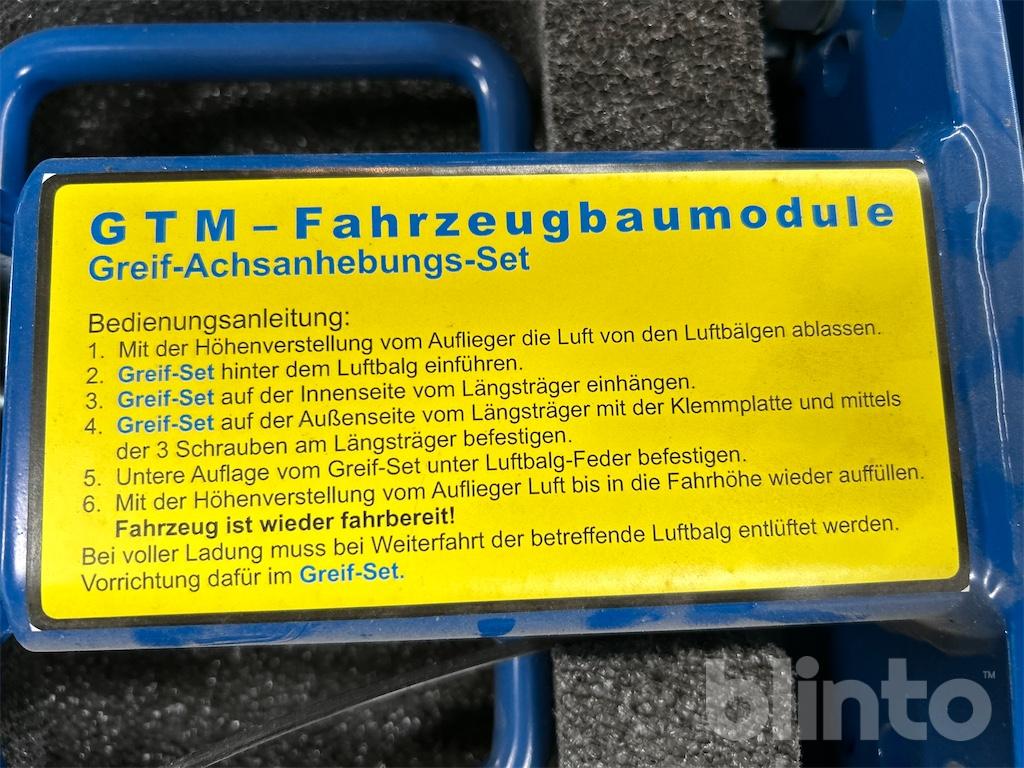 GTM – Fahrzeugbaumodule
Greif-Achsanhebungs-Set
Bedienungsanleitung:
1. Mit der Höhenverstellung vom Auflieger die Luft von den Luftbälgen ablassen.
2. Greif-Set hinter dem Luftbalg einführen.
3. Greif-Set auf der Innenseite vom Längsträger einhängen.
4. Greif-Set auf der Außenseite vom Längsträger mit der Klemmplatte und mittels
der 3 Schrauben am Längsträger befestigen.
5. Untere Auflage vom Greif-Set unter Luftbalg-Feder befestigen.
6. Mit der Höhenverstellung vom Auflieger Luft bis in die Fahrhöhe wieder auffüllen.
Fahrzeug ist wieder fahrbereit!
Bei voller Ladung muss bei Weiterfahrt der betreffende Luftbalg entlüftet werden.
Vorrichtung dafür im Greif-Set.
blinto™